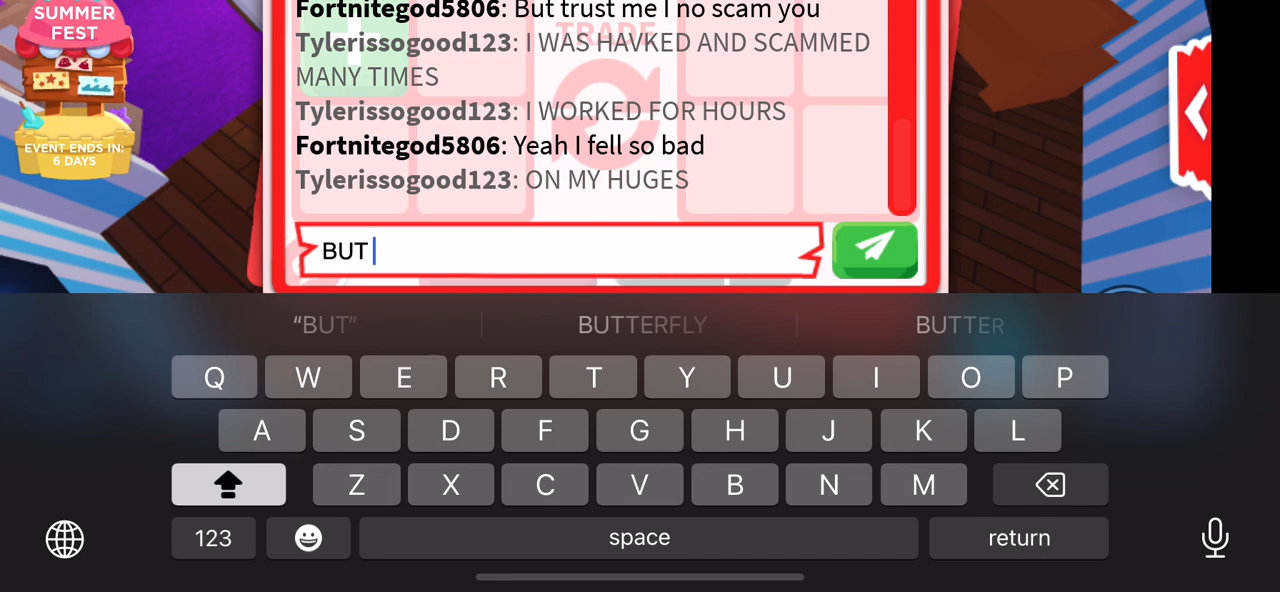 SUMMER
FEST
EVENT ENDS IN:
6 DAYS
TRADE
Fortnitegod5806: But trust me I no scam you
Tylerissogood123: I WAS HAVKED AND SCAMMED
MANY TIMES
Tylerissogood123: I WORKED FOR HOURS
Fortnitegod5806: Yeah I fell so bad
Tylerissogood123: ON MY HUGES
BUT
“BUT” BUTTERFLY BUTTER
Q W E R T Y U I O P
A S D F G H J K L
Z X C V B N M
123 space return